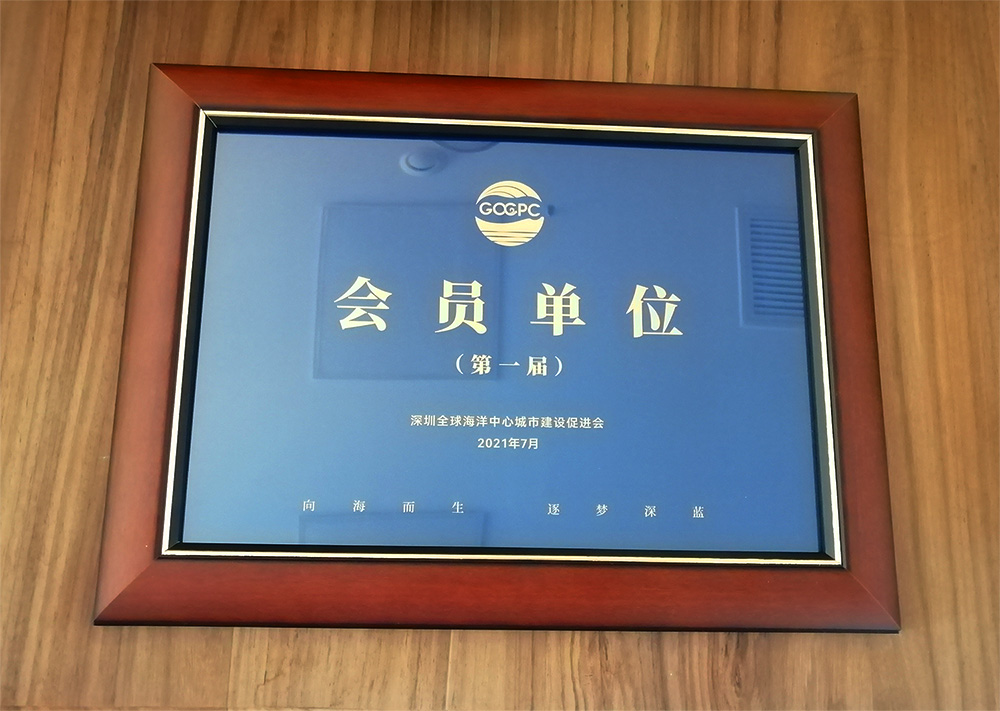 GOGPC
会员单位
（第一届）
深圳全球海洋中心城市建设促进会
2021年7月
向海而生 逐梦深蓝